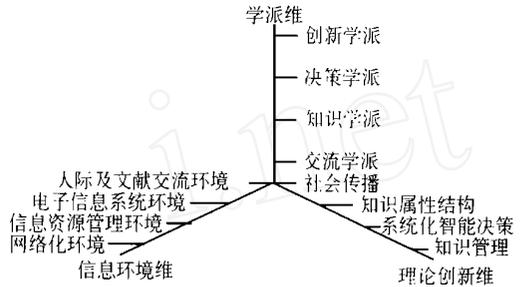 学派维
创新学派
决策学派
知识学派
交流学派
人际及文献交流环境
社会传播
电子信息系统环境
知识属性结构
信息资源管理环境
系统化智能决策
网络化环境
知识管理
信息环境维
理论创新维